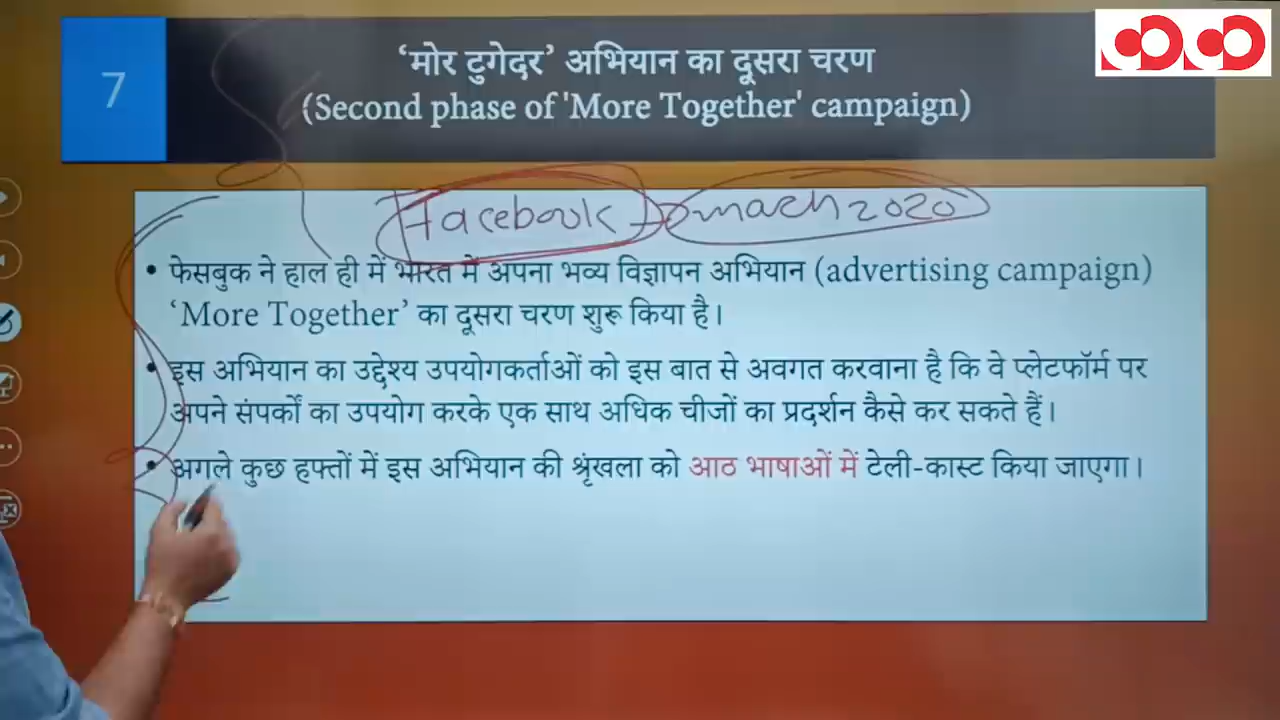 7
‘मोर टुगेदर’ अभियान का दूसरा चरण
(Second phase of 'More Together' campaign)
Facebook mach 2020
• फेसबुक ने हाल ही में भारत में अपना भव्य विज्ञापन अभियान (advertising campaign)
‘More Together’ का दूसरा चरण शुरू किया है।
• इस अभियान का उद्देश्य उपयोगकर्ताओं को इस बात से अवगत करवाना है कि वे प्लेटफॉर्म पर
अपने संपर्कों का उपयोग करके एक साथ अधिक चीजों का प्रदर्शन कैसे कर सकते हैं।
• अगले कुछ हफ्तों में इस अभियान की श्रृंखला को आठ भाषाओं में टेली-कास्ट किया जाएगा।